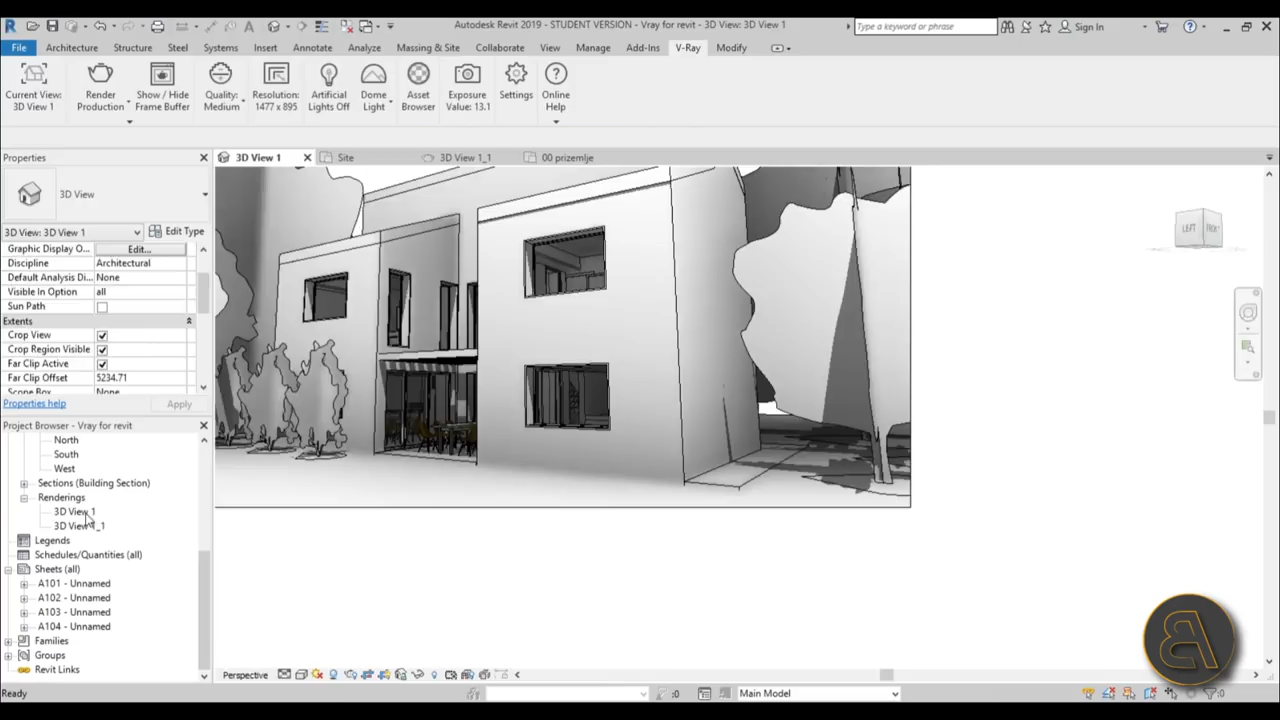 Autodesk Revit 2019 - STUDENT VERSION - Vray for revit - 3D View: 3D View 1
Type a keyword or phrase
Sign In
File Architecture Structure Steel Systems Insert Annotate Analyze Massing & Site Collaborate View Manage Add-Ins V-Ray Modify
Current View: 3D View 1
Render Production
Show / Hide Frame Buffer
Quality: Medium
Resolution: 1477 x 895
Artificial Lights Off
Dome Light
Asset Browser
Exposure Value: 13.1
Settings
Online Help
Properties
3D View 1
Site
3D View 1_1
00 prizemlje
3D View
3D View: 3D View 1
Edit Type
Graphic Display O... Edit...
Discipline Architectural
Default Analysis Di... None
Visible In Option all
Sun Path
Extents
Crop View
Crop Region Visible
Far Clip Active
Far Clip Offset 5234.71
Scope Box None
Properties help
Apply
LEFT
Project Browser - Vray for revit
North
South
West
Sections (Building Section)
Renderings
3D View 1
3D View 1_1
Legends
Schedules/Quantities (all)
Sheets (all)
A101 - Unnamed
A102 - Unnamed
A103 - Unnamed
A104 - Unnamed
Families
Groups
Revit Links
Perspective
Ready
:0
Main Model
:0